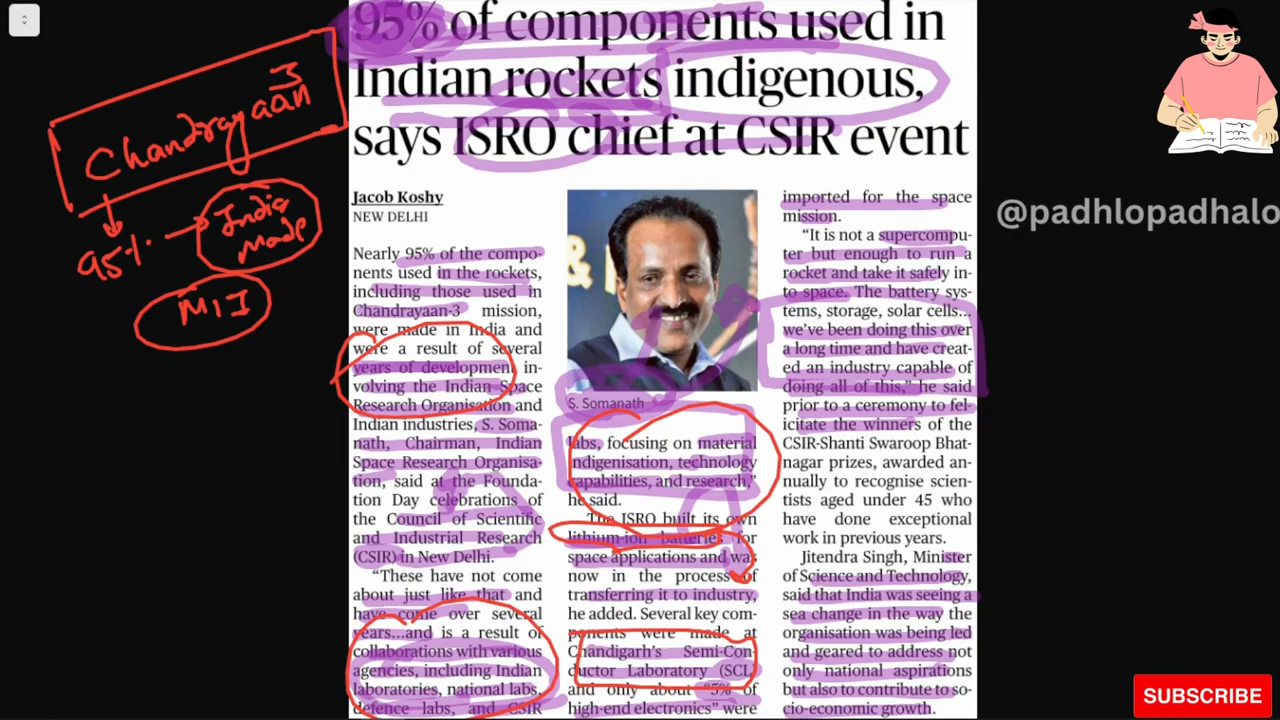 95% of components used in
Indian rockets indigenous,
says ISRO chief at CSIR event
Chandrayaan 3
95%
India
Made
MII
@padhlopadhalo
Jacob Koshy
NEW DELHI
Nearly 95% of the compo-
nents used in the rockets,
including those used in
Chandrayaan-3 mission,
were made in India and
were a result of several
years of development in-
volving the Indian Space
Research Organisation and
Indian industries, S. Soma-
nath, Chairman, Indian
Space Research Organisa-
tion, said at the Founda-
tion Day celebrations of
the Council of Scientific
and Industrial Research
(CSIR) in New Delhi.
“These have not come
about just like that and
have come over several
years...and is a result of
collaborations with various
agencies, including Indian
laboratories, national labs,
defence labs, and CSIR
S. Somanath
labs, focusing on material
indigenisation, technology
capabilities, and research,”
he said.
The ISRO built its own
lithium-ion batteries for
space applications and was
now in the process of
transferring it to industry,
he added. Several key com-
ponents were made at
Chandigarh’s Semi-Con-
ductor Laboratory (SCL)
and only about “5% of
high-end electronics” were
imported for the space
mission.
“It is not a supercompu-
ter but enough to run a
rocket and take it safely in-
to space. The battery sys-
tems, storage, solar cells...
we’ve been doing this over
a long time and have creat-
ed an industry capable of
doing all of this,” he said
prior to a ceremony to fel-
icitate the winners of the
CSIR-Shanti Swaroop Bhat-
nagar prizes, awarded an-
nually to recognise scien-
tists aged under 45 who
have done exceptional
work in previous years.
Jitendra Singh, Minister
of Science and Technology,
said that India was seeing a
sea change in the way the
organisation was being led
and geared to address not
only national aspirations
but also to contribute to so-
cio-economic growth.
SUBSCRIBE